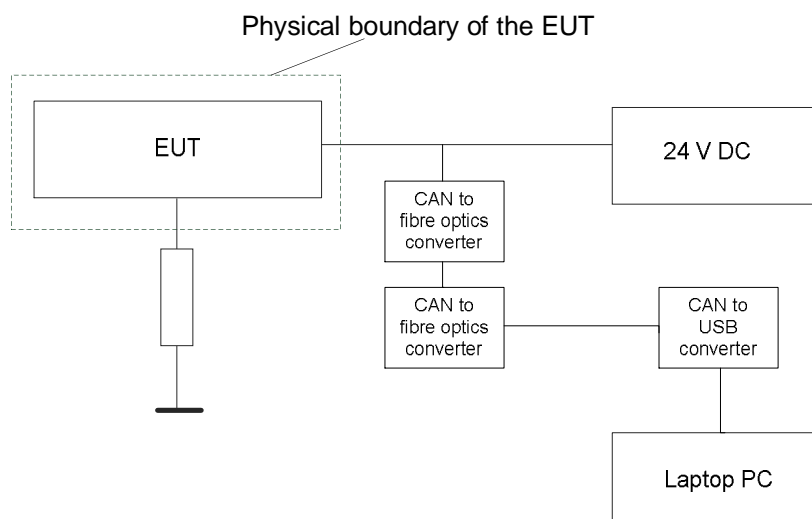 Physical boundary of the EUT
EUT
24 V DC
CAN to
fibre optics
converter
CAN to
fibre optics
converter
CAN to
USB
converter
Laptop PC